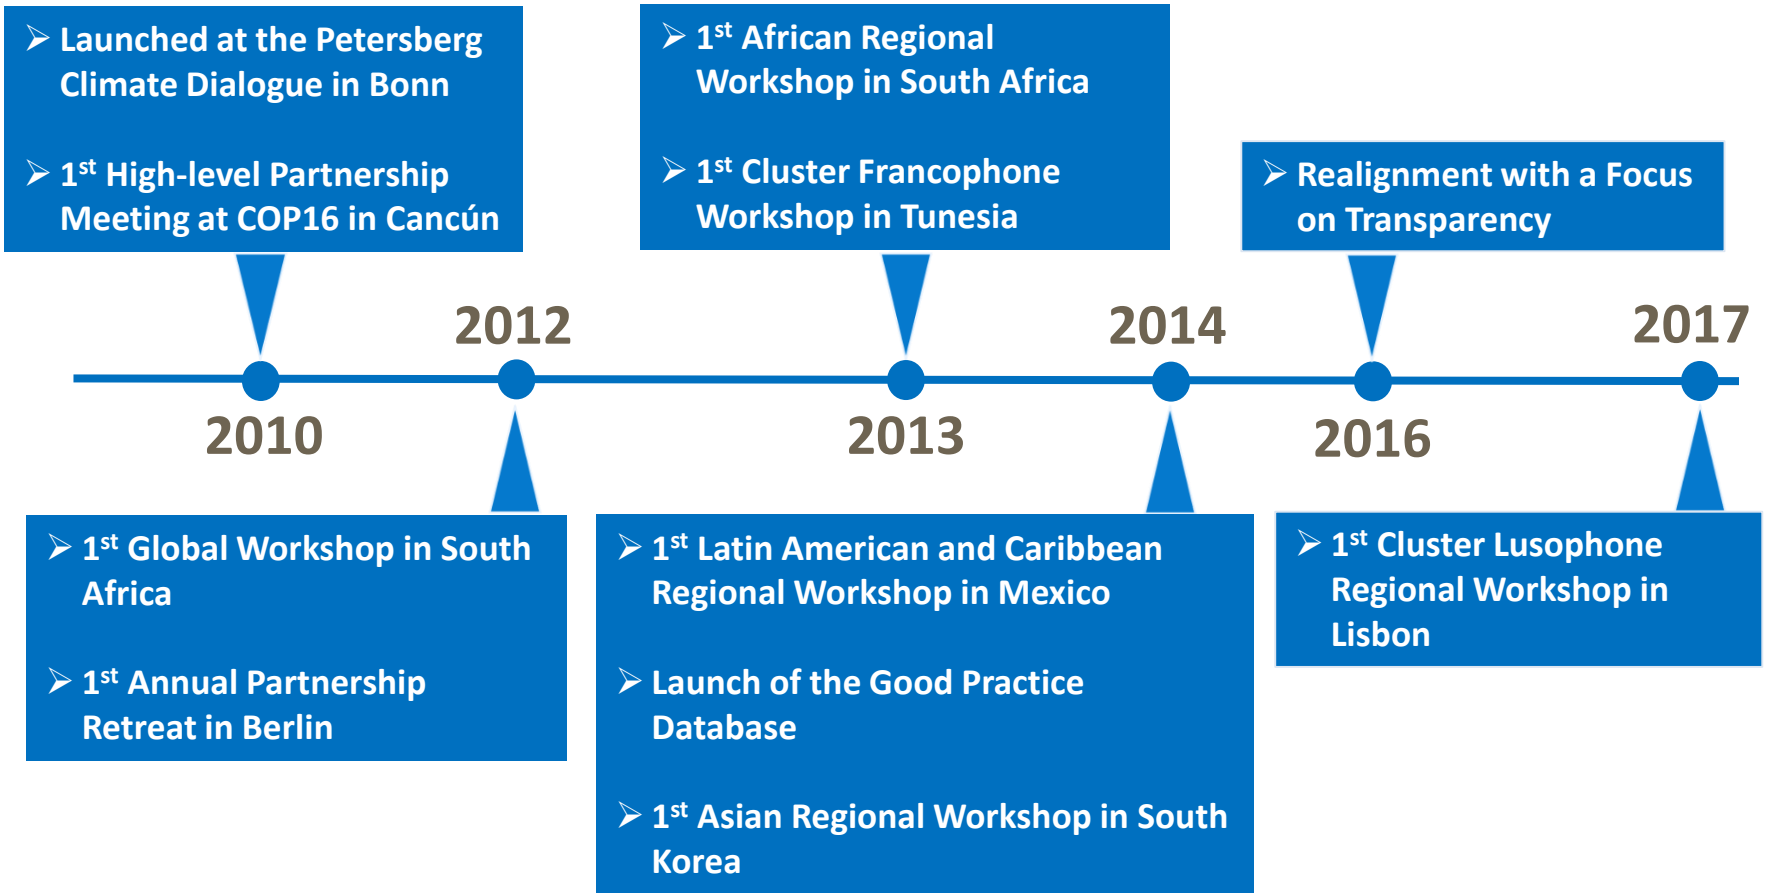 ➢ Launched at the Petersberg
Climate Dialogue in Bonn
➢ 1st High-level Partnership
Meeting at COP16 in Cancún
➢ 1st African Regional
Workshop in South Africa
➢ 1st Cluster Francophone
Workshop in Tunesia
➢ Realignment with a Focus
on Transparency
2010
2012
2013
2014
2016
2017
➢ 1st Global Workshop in South
Africa
➢ 1st Annual Partnership
Retreat in Berlin
➢ 1st Latin American and Caribbean
Regional Workshop in Mexico
➢ Launch of the Good Practice
Database
➢ 1st Asian Regional Workshop in South
Korea
➢ 1st Cluster Lusophone
Regional Workshop in
Lisbon